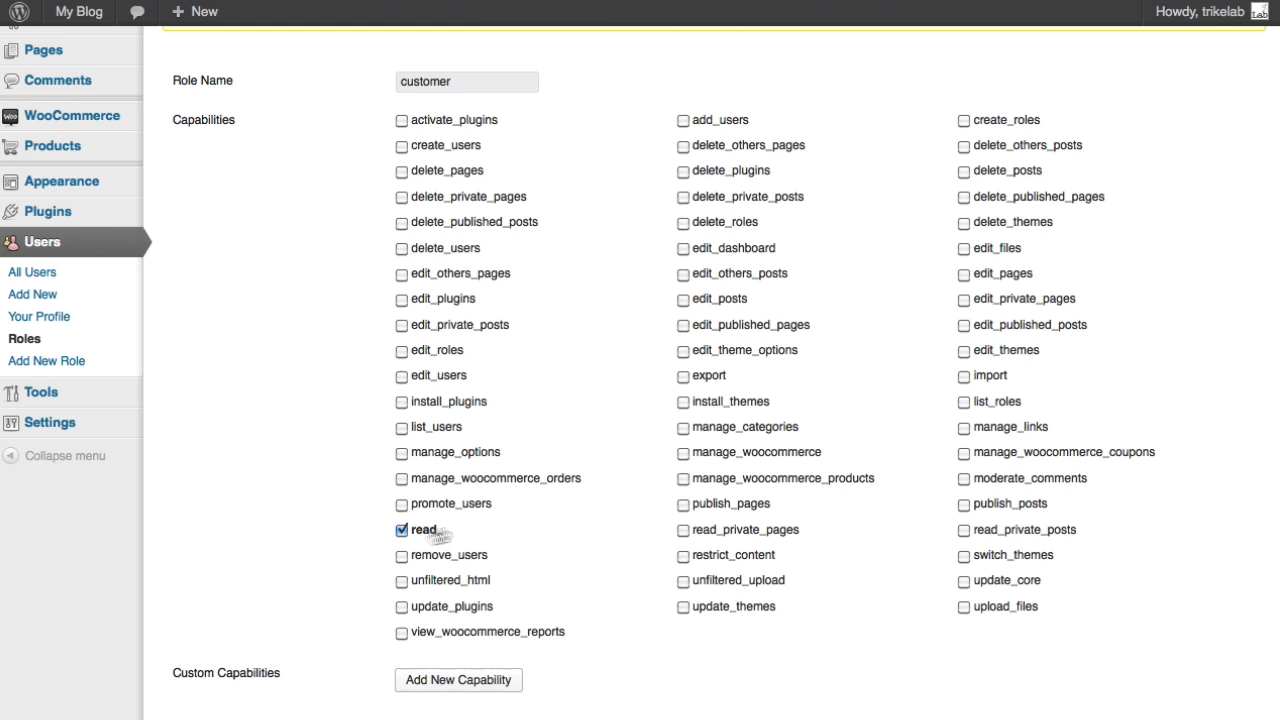 My Blog + New Howdy, trikelab Lab
Pages
Comments
Woo WooCommerce
Products
Appearance
Plugins
Users
All Users
Add New
Your Profile
Roles
Add New Role
Tools
Settings
Collapse menu
Role Name customer
Capabilities activate_plugins add_users create_roles
create_users delete_others_pages delete_others_posts
delete_pages delete_plugins delete_posts
delete_private_pages delete_private_posts delete_published_pages
delete_published_posts delete_roles delete_themes
delete_users edit_dashboard edit_files
edit_others_pages edit_others_posts edit_pages
edit_plugins edit_posts edit_private_pages
edit_private_posts edit_published_pages edit_published_posts
edit_roles edit_theme_options edit_themes
edit_users export import
install_plugins install_themes list_roles
list_users manage_categories manage_links
manage_options manage_woocommerce manage_woocommerce_coupons
manage_woocommerce_orders manage_woocommerce_products moderate_comments
promote_users publish_pages publish_posts
read read_private_pages read_private_posts
remove_users restrict_content switch_themes
unfiltered_html unfiltered_upload update_core
update_plugins update_themes upload_files
view_woocommerce_reports
Custom Capabilities Add New Capability